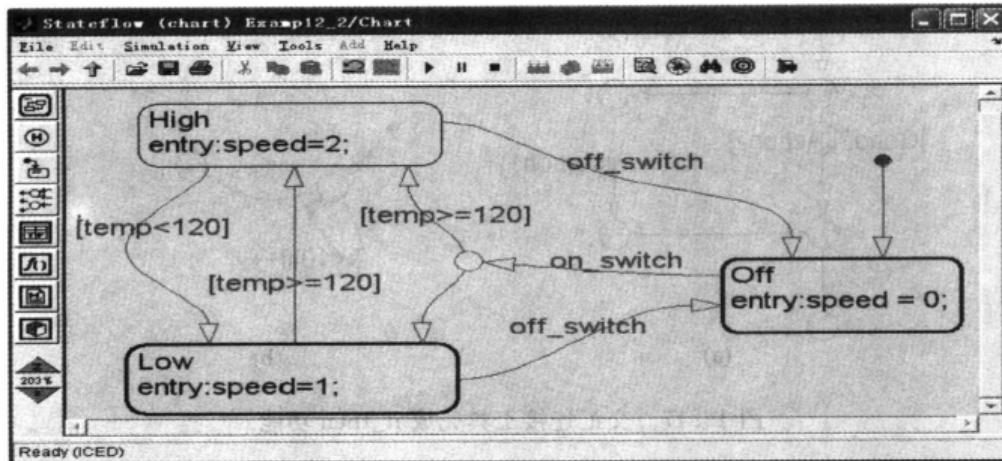 Stateflow (chart) Examp12_2/Chart
File Edit Simulation View Tools Add Help
High
entry:speed=2;
off_switch
[temp<120]
[temp>=120]
[temp>=120]
on_switch
Off
entry:speed = 0;
off_switch
Low
entry:speed=1;
203%
Ready (ICED)